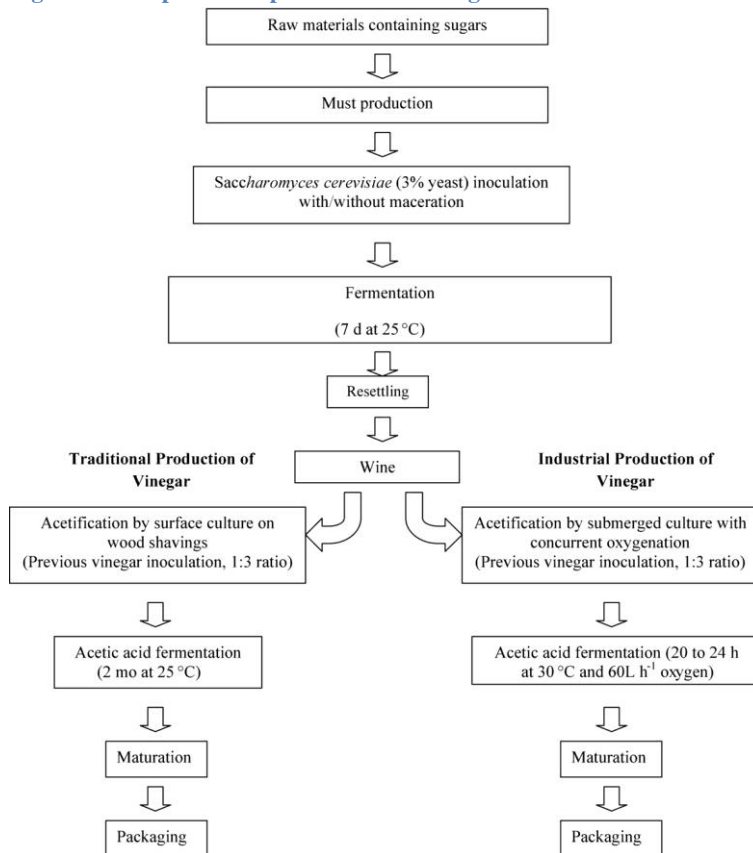 Raw materials containing sugars
Must production
Saccharomyces cerevisiae (3% yeast) inoculation
with/without maceration
Fermentation
(7 d at 25 °C)
Resettling
Wine
Traditional Production of
Vinegar
Acetification by surface culture on
wood shavings
(Previous vinegar inoculation, 1:3 ratio)
Acetic acid fermentation
(2 mo at 25 °C)
Maturation
Packaging
Industrial Production of
Vinegar
Acetification by submerged culture with
concurrent oxygenation
(Previous vinegar inoculation, 1:3 ratio)
Acetic acid fermentation (20 to 24 h
at 30 °C and 60L h⁻¹ oxygen)
Maturation
Packaging